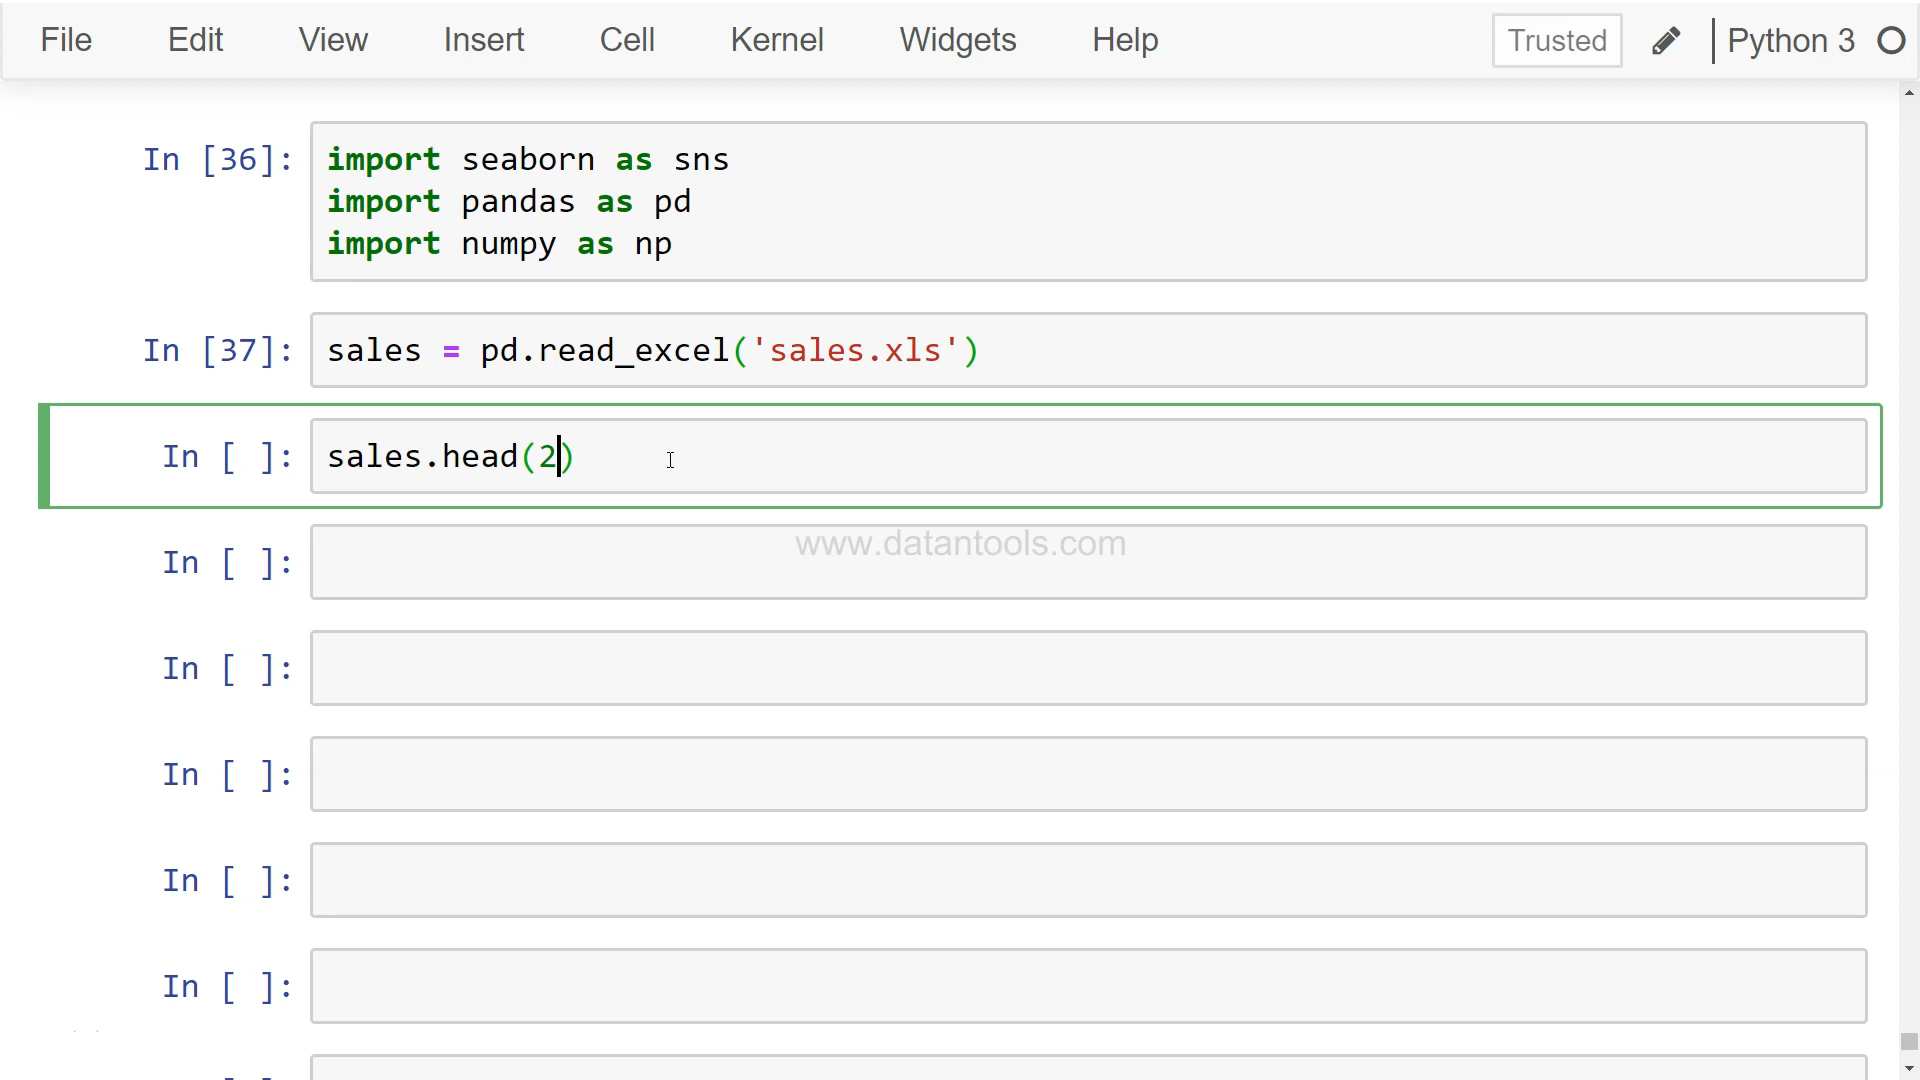 File Edit View Insert Cell Kernel Widgets Help Trusted Python 3
In [36]: import seaborn as sns
import pandas as pd
import numpy as np
In [37]: sales = pd.read_excel('sales.xls')
In [ ]: sales.head(2)
www.datantools.com
In [ ]:
In [ ]:
In [ ]:
In [ ]:
In [ ]: